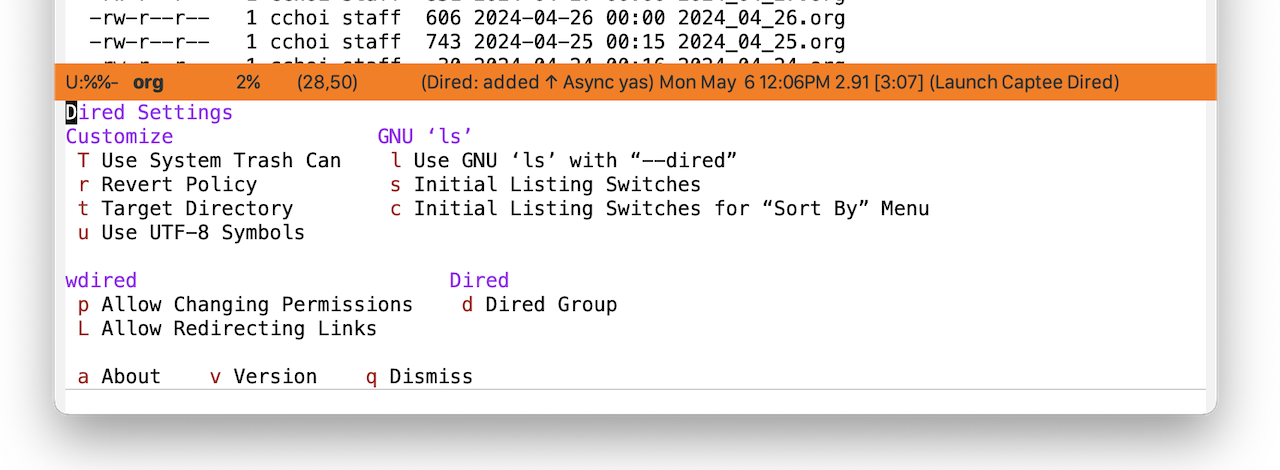 -rw-r--r-- 1 cchoi staff 606 2024-04-26 00:00 2024_04_26.org
-rw-r--r-- 1 cchoi staff 743 2024-04-25 00:15 2024_04_25.org
U:%%- org 2% (28,50) (Dired: added ↑ Async yas) Mon May 6 12:06PM 2.91 [3:07] (Launch Captee Dired)
Dired Settings
Customize GNU ‘ls’
T Use System Trash Can l Use GNU ‘ls’ with “--dired”
r Revert Policy s Initial Listing Switches
t Target Directory c Initial Listing Switches for “Sort By” Menu
u Use UTF-8 Symbols
wdired Dired
p Allow Changing Permissions d Dired Group
L Allow Redirecting Links
a About v Version q Dismiss